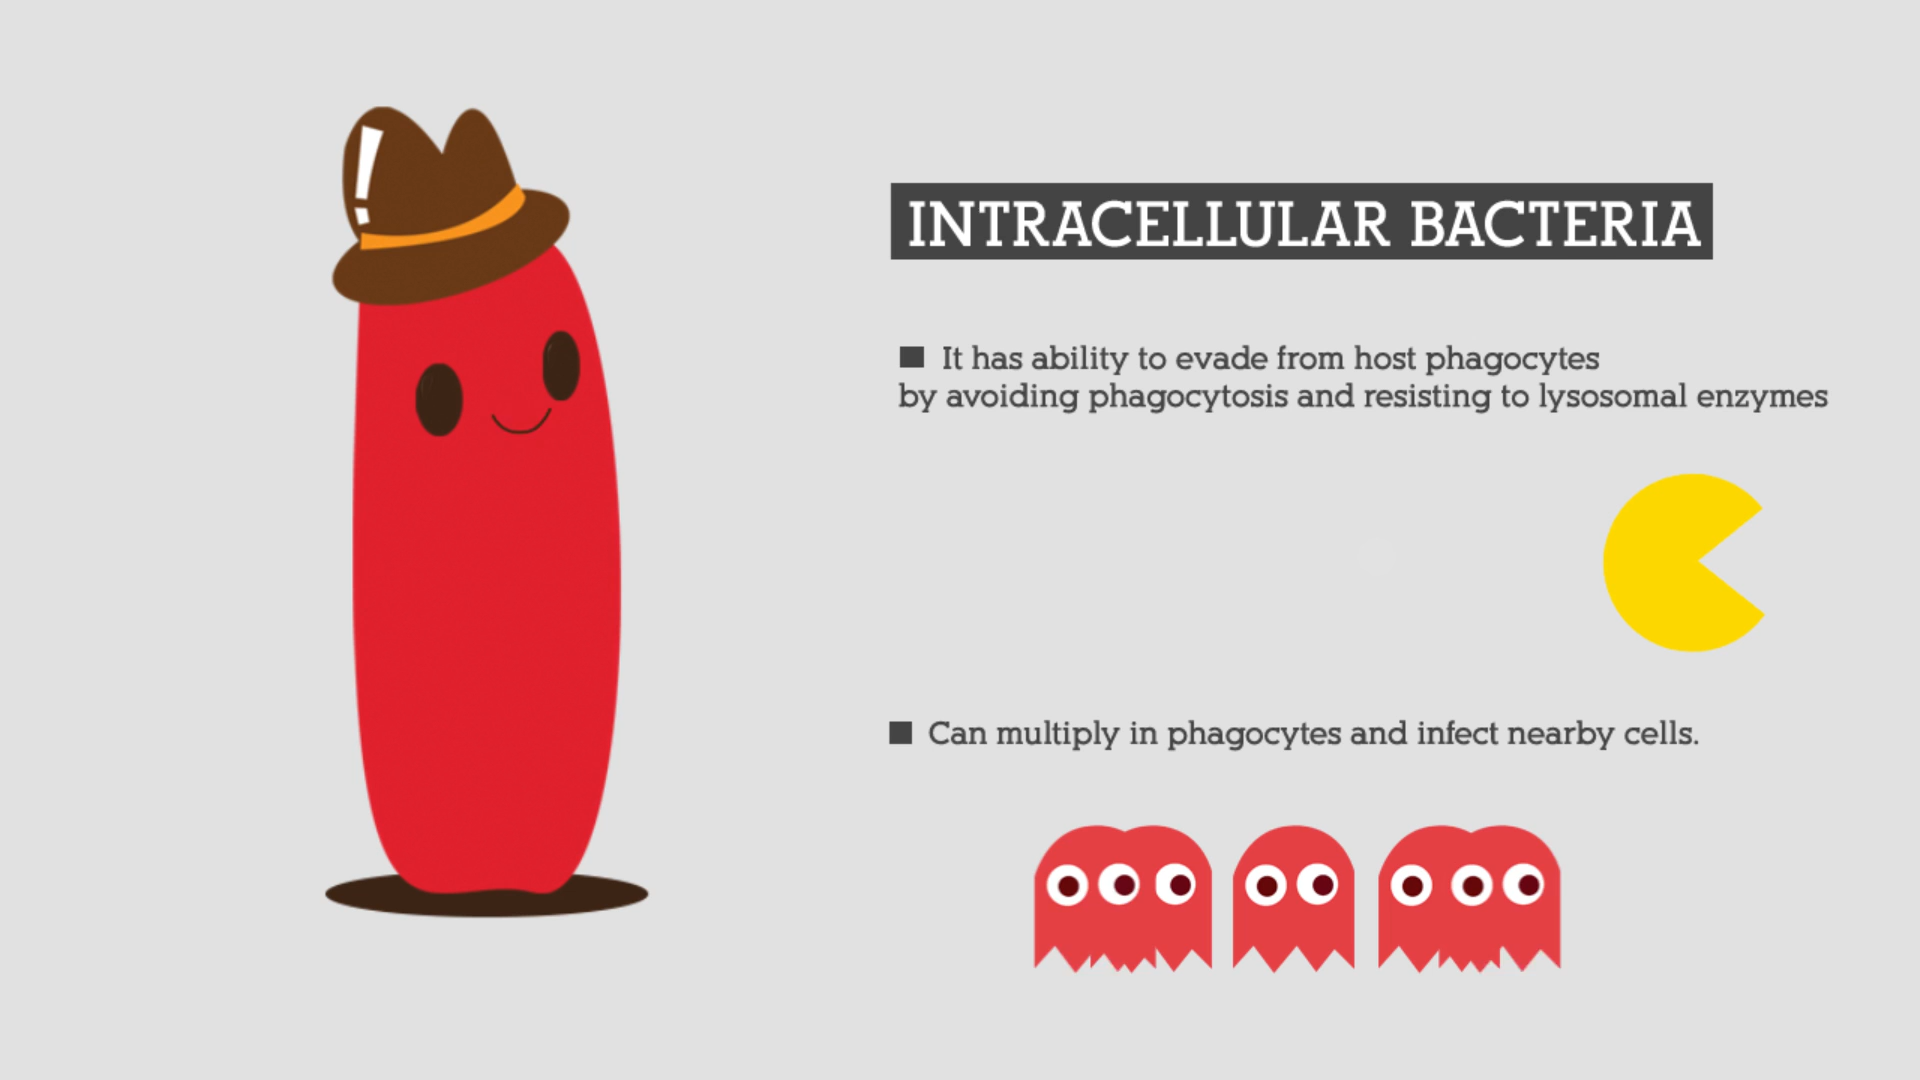 INTRACELLULAR BACTERIA
It has ability to evade from host phagocytes
by avoiding phagocytosis and resisting to lysosomal enzymes
Can multiply in phagocytes and infect nearby cells.